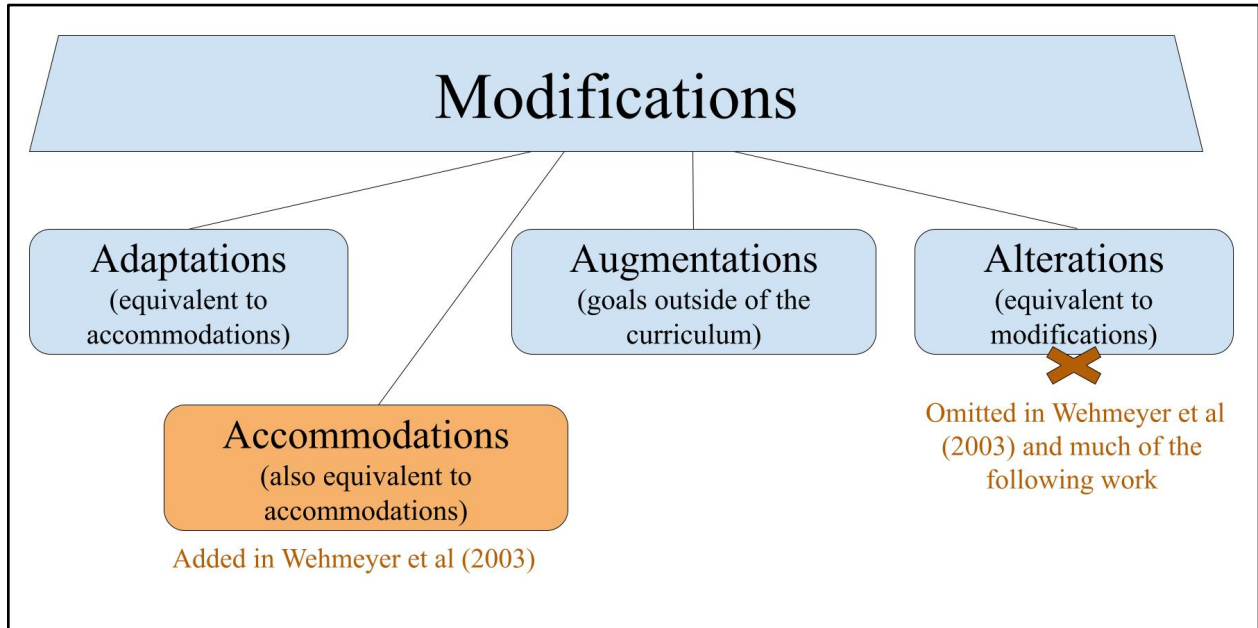 Modifications
Adaptations
(equivalent to
accommodations)
Augmentations
(goals outside of the
curriculum)
Alterations
(equivalent to
modifications)
Accommodations
(also equivalent to
accommodations)
Added in Wehmeyer et al (2003)
Omitted in Wehmeyer et al
(2003) and much of the
following work